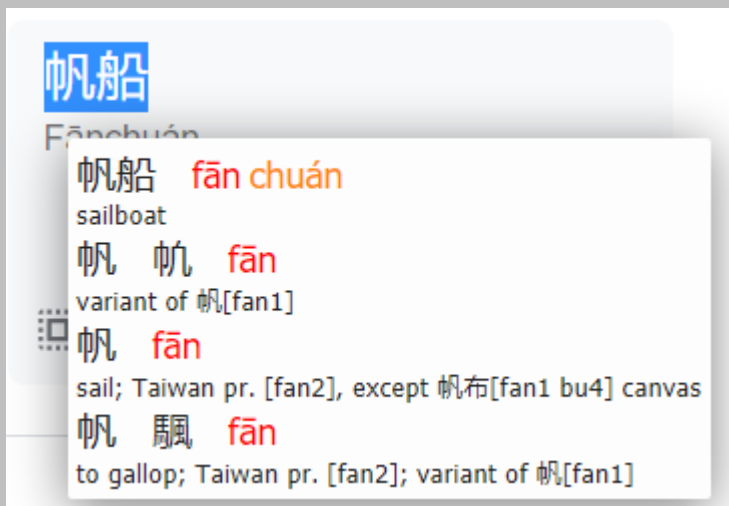 帆船
Fānchuán
帆船 fān chuán
sailboat
帆 㠶 fān
variant of 帆[fan1]
帆 fān
sail; Taiwan pr. [fan2], except 帆布[fan1 bu4] canvas
帆 颿 fān
to gallop; Taiwan pr. [fan2]; variant of 帆[fan1]